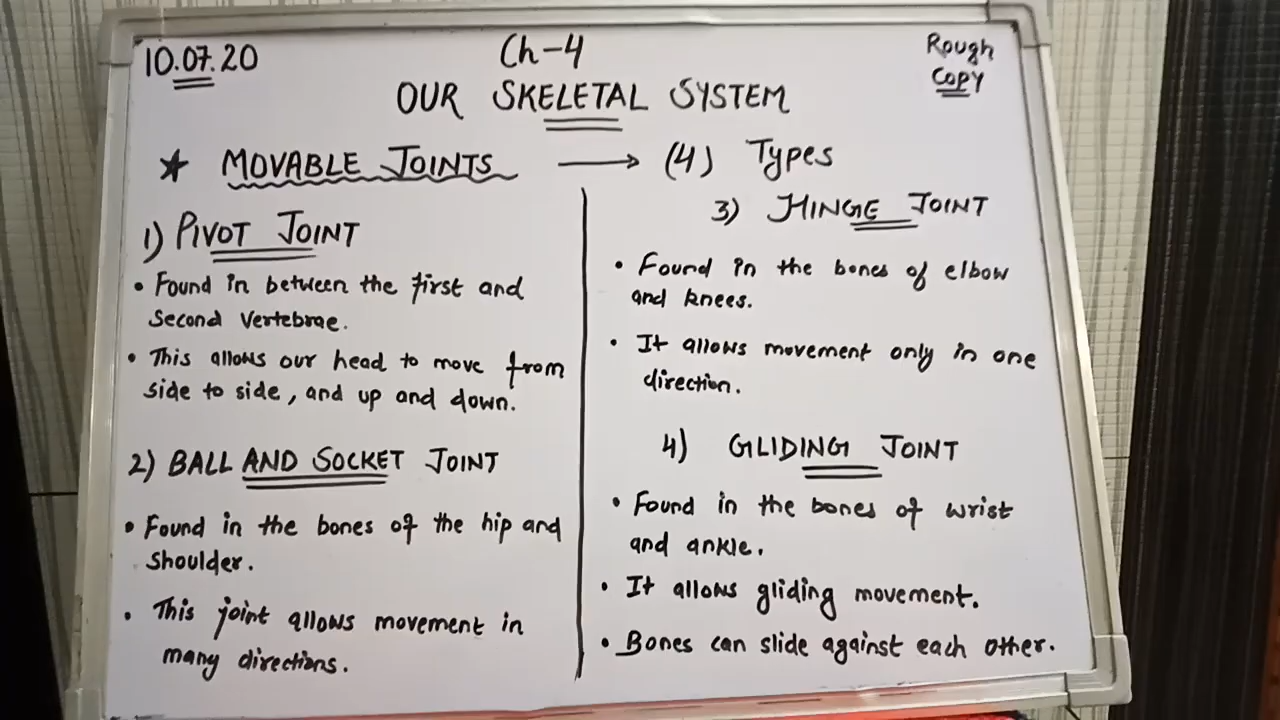 10.07.20
Ch-4
Rough
Copy
OUR SKELETAL SYSTEM
★ MOVABLE JOINTS → (4) Types
1) PIVOT JOINT
• Found in between the first and
second vertebrae.
• This allows our head to move from
side to side, and up and down.
2) BALL AND SOCKET JOINT
• Found in the bones of the hip and
shoulder.
• This joint allows movement in
many directions.
3) HINGE JOINT
• Found in the bones of elbow
and knees.
• It allows movement only in one
direction.
4) GLIDING JOINT
• Found in the bones of wrist
and ankle.
• It allows gliding movement.
• Bones can slide against each other.